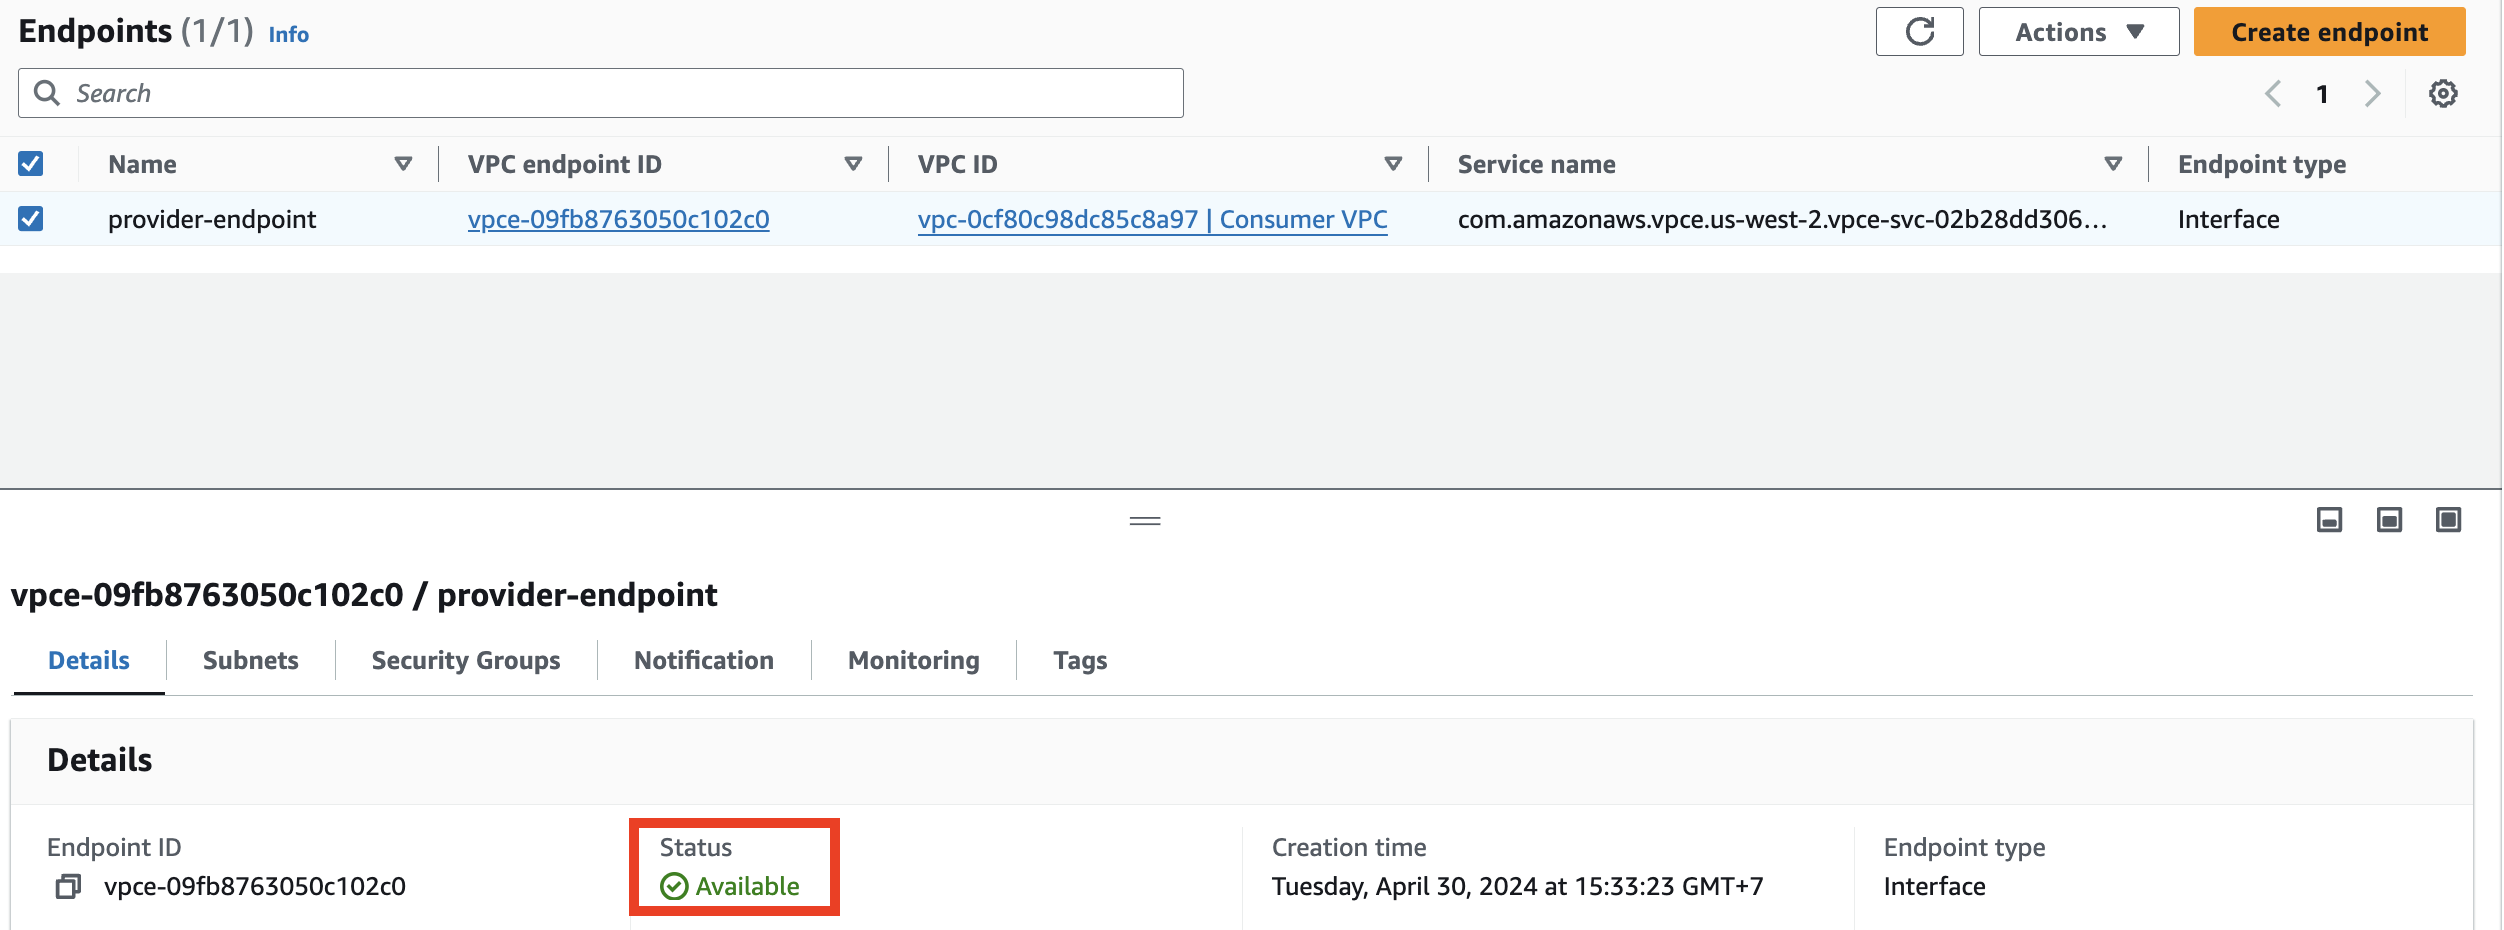 Endpoints (1/1) Info
Actions
Create endpoint
Search
1
Name VPC endpoint ID VPC ID Service name Endpoint type
provider-endpoint vpce-09fb8763050c102c0 vpc-0cf80c98dc85c8a97 | Consumer VPC com.amazonaws.vpce.us-west-2.vpce-svc-02b28dd306... Interface
vpce-09fb8763050c102c0 / provider-endpoint
Details Subnets Security Groups Notification Monitoring Tags
Details
Endpoint ID Status Creation time Endpoint type
vpce-09fb8763050c102c0 Available Tuesday, April 30, 2024 at 15:33:23 GMT+7 Interface